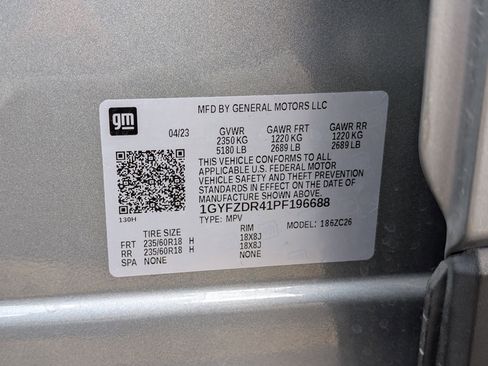 gm
MFD BY GENERAL MOTORS LLC
04/23 GVWR GAWR FRT GAWR RR
2350 KG 1220 KG 1220 KG
5180 LB 2689 LB 2689 LB
THIS VEHICLE CONFORMS TO ALL
APPLICABLE U.S. FEDERAL MOTOR
VEHICLE SAFETY AND THEFT PREVENTION
STANDARDS IN EFFECT ON THE DATE OF
MANUFACTURE SHOWN ABOVE.
1GYFZDR41PF196688
130H TYPE: MPV MODEL: 186ZC26
TIRE SIZE RIM
FRT 235/60R18 H 18X8J
RR 235/60R18 H 18X8J
SPA NONE NONE